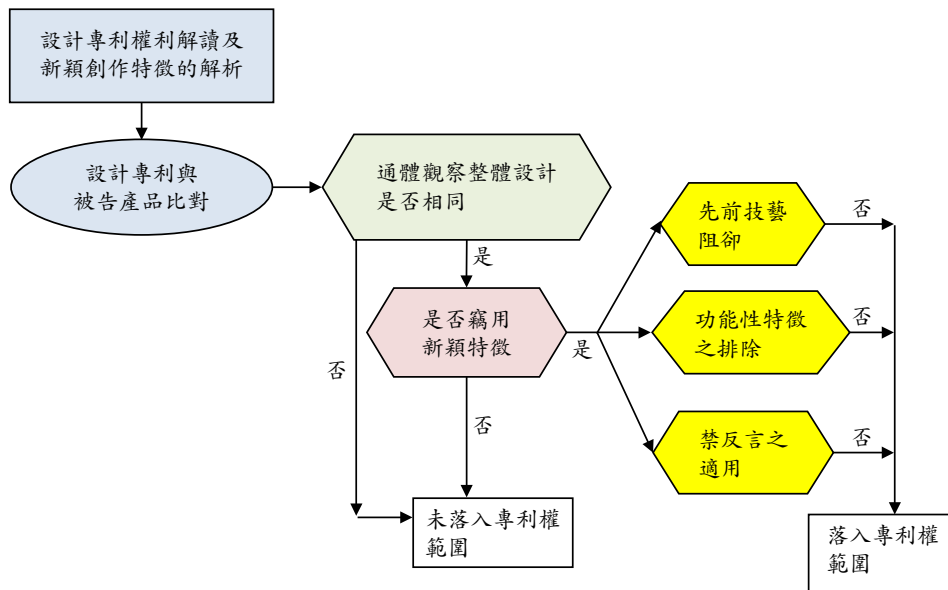 設計專利權利解讀及
新穎創作特徵的解析
設計專利與
被告產品比對
通體觀察整體設計
是否相同
是
否
是否竊用
新穎特徵
是
否
先前技藝
阻卻
否
功能性特徵
之排除
否
禁反言之
適用
否
未落入專利權
範圍
落入專利權
範圍